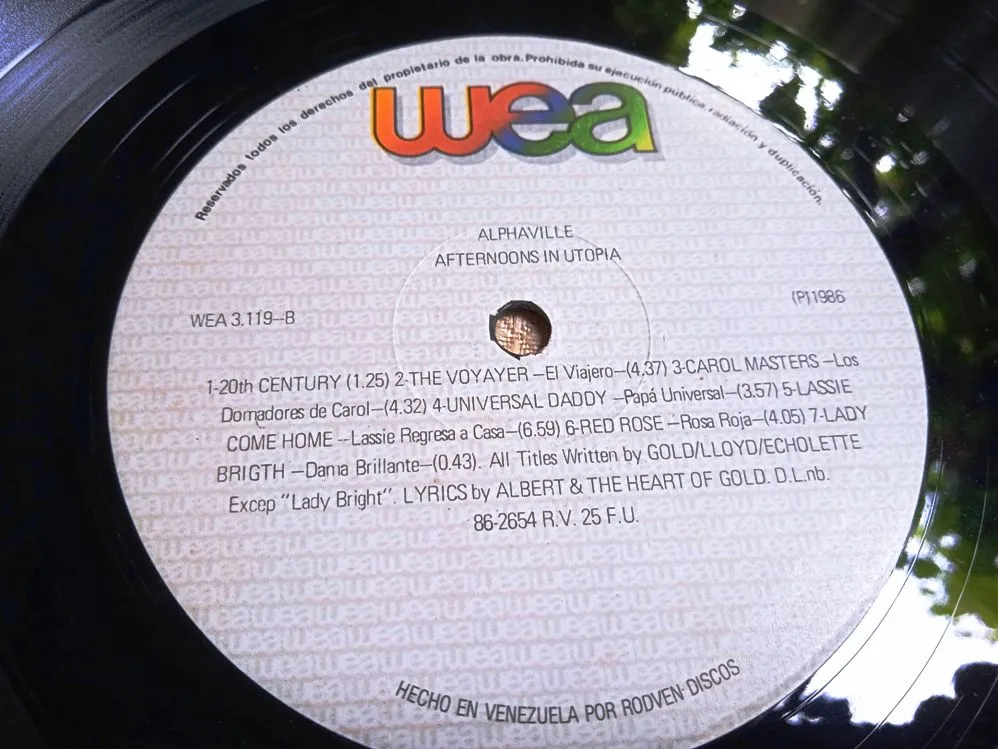 Reservados todos los derechos del propietario de la obra. Prohibida su ejecución pública, radiación y duplicación.
wea
ALPHAVILLE
AFTERNOONS IN UTOPIA
WEA 3.119-B
(P)1986
1-20th CENTURY (1.25) 2-THE VOYAYER -El Viajero-(4.37) 3-CAROL MASTERS -Los
Domadores de Carol-(4.32) 4-UNIVERSAL DADDY -Papá Universal-(3.57) 5-LASSIE
COME HOME -Lassie Regresa a Casa-(6.59) 6-RED ROSE -Rosa Roja-(4.05) 7-LADY
BRIGTH -Dama Brillante-(0.43). All Titles Written by GOLD/LLOYD/ECHOLETTE
Excep "Lady Bright". LYRICS by ALBERT & THE HEART OF GOLD. D.L.nb.
86-2654 R.V. 25 F.U.
HECHO EN VENEZUELA POR RODVEN DISCOS